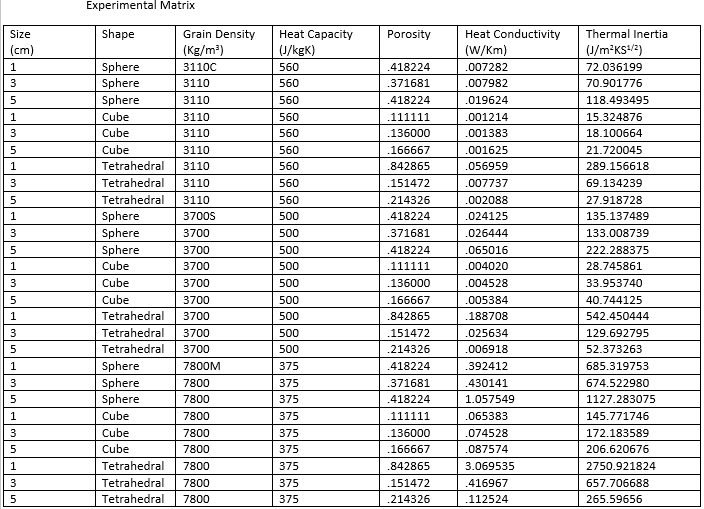 Experimental Matrix
Size (cm) Shape Grain Density (Kg/m³) Heat Capacity (J/kgK) Porosity Heat Conductivity (W/Km) Thermal Inertia (J/m²KS¹/²)
1 Sphere 3110C 560 .418224 .007282 72.036199
3 Sphere 3110 560 .371681 .007982 70.901776
5 Sphere 3110 560 .418224 .019624 118.493495
1 Cube 3110 560 .111111 .001214 15.324876
3 Cube 3110 560 .136000 .001383 18.100664
5 Cube 3110 560 .166667 .001625 21.720045
1 Tetrahedral 3110 560 .842865 .056959 289.156618
3 Tetrahedral 3110 560 .151472 .007737 69.134239
5 Tetrahedral 3110 560 .214326 .002088 27.918728
1 Sphere 3700S 500 .418224 .024125 135.137489
3 Sphere 3700 500 .371681 .026444 133.008739
5 Sphere 3700 500 .418224 .065016 222.288375
1 Cube 3700 500 .111111 .004020 28.745861
3 Cube 3700 500 .136000 .004528 33.953740
5 Cube 3700 500 .166667 .005384 40.744125
1 Tetrahedral 3700 500 .842865 .188708 542.450444
3 Tetrahedral 3700 500 .151472 .025634 129.692795
5 Tetrahedral 3700 500 .214326 .006918 52.373263
1 Sphere 7800M 375 .418224 .392412 685.319753
3 Sphere 7800 375 .371681 .430141 674.522980
5 Sphere 7800 375 .418224 1.057549 1127.283075
1 Cube 7800 375 .111111 .065383 145.771746
3 Cube 7800 375 .136000 .074528 172.183589
5 Cube 7800 375 .166667 .087574 206.620676
1 Tetrahedral 7800 375 .842865 3.069535 2750.921824
3 Tetrahedral 7800 375 .151472 .416967 657.706688
5 Tetrahedral 7800 375 .214326 .112524 265.59656